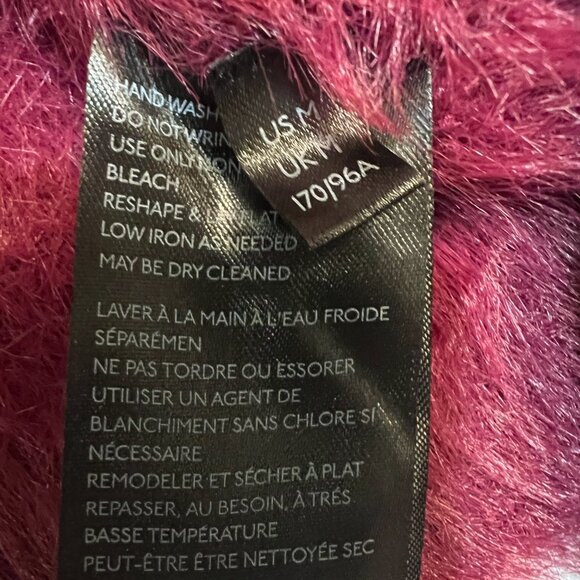 HAND WASH
DO NOT
USE ONLY
BLEACH
RESHAPE &
LOW IRON AS NEEDED
MAY BE DRY CLEANED
LAVER À LA MAIN À L'EAU FROIDE
SÉPARÉMEN
NE PAS TORDRE OU ESSORER
UTILISER UN AGENT DE
BLANCHIMENT SANS CHLORE SI
NÉCESSAIRE
REMODELER ET SÉCHER À PLAT
REPASSER, AU BESOIN, À TRÉS
BASSE TEMPÉRATURE
PEUT-ÊTRE ÊTRE NETTOYÉE SEC
US M
UK M
170/96A